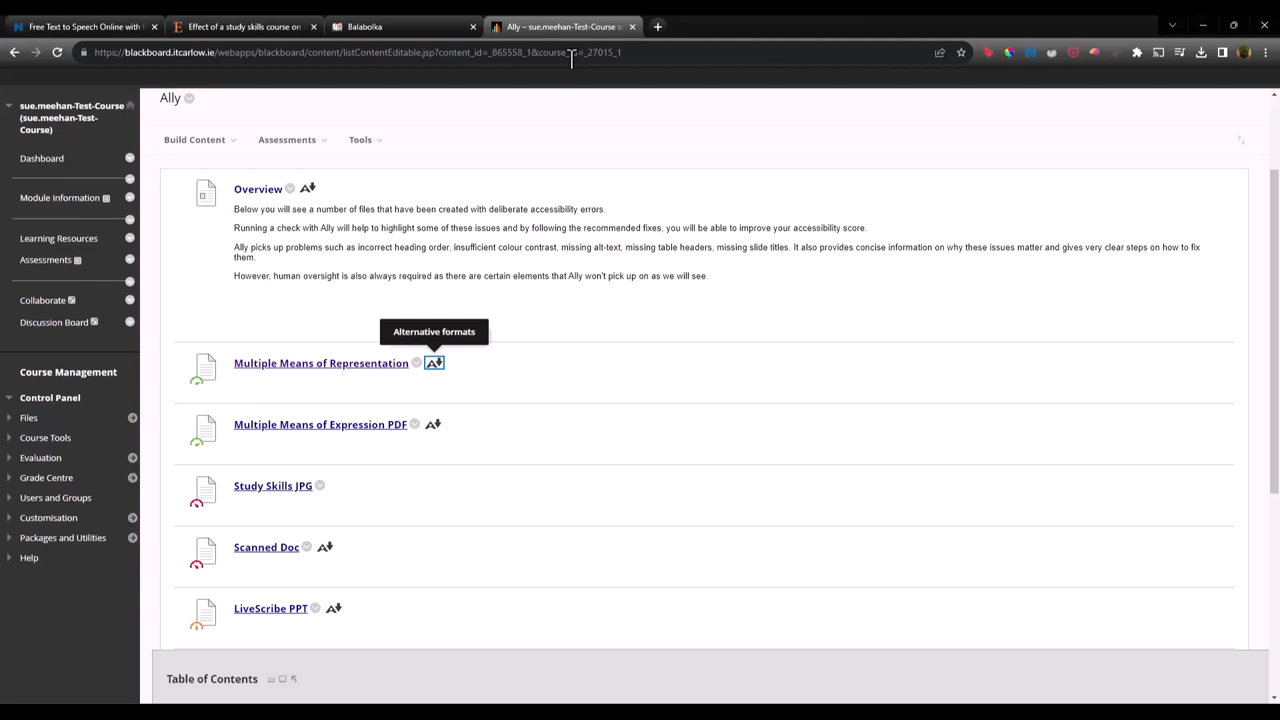 Free Text to Speech Online with
Effect of a study skills course on
Balabolka
Ally – sue.meehan-Test-Course
https://blackboard.itcarlow.ie/webapps/blackboard/content/listContentEditable.jsp?content_id=_865558_1&course_id=_27015_1
sue.meehan-Test-Course
(sue.meehan-Test-
Course)
Dashboard
Module Information
Learning Resources
Assessments
Collaborate
Discussion Board
Course Management
Control Panel
Files
Course Tools
Evaluation
Grade Centre
Users and Groups
Customisation
Packages and Utilities
Help
Ally
Build Content Assessments Tools
Overview
Below you will see a number of files that have been created with deliberate accessibility errors.
Running a check with Ally will help to highlight some of these issues and by following the recommended fixes, you will be able to improve your accessibility score.
Ally picks up problems such as incorrect heading order, insufficient colour contrast, missing alt-text, missing table headers, missing slide titles. It also provides concise information on why these issues matter and gives very clear steps on how to fix
them.
However, human oversight is also always required as there are certain elements that Ally won't pick up on as we will see.
Alternative formats
Multiple Means of Representation
Multiple Means of Expression PDF
Study Skills JPG
Scanned Doc
LiveScribe PPT
Table of Contents